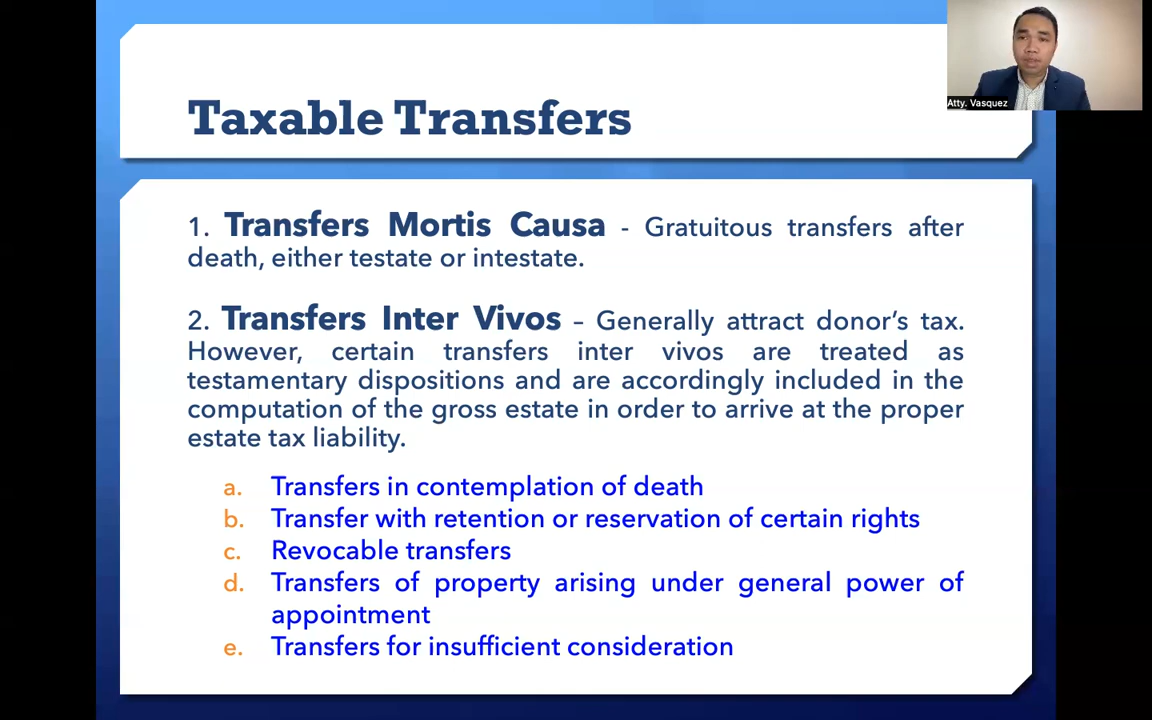 Atty. Vasquez
Taxable Transfers
1. Transfers Mortis Causa - Gratuitous transfers after
death, either testate or intestate.
2. Transfers Inter Vivos – Generally attract donor’s tax.
However, certain transfers inter vivos are treated as
testamentary dispositions and are accordingly included in the
computation of the gross estate in order to arrive at the proper
estate tax liability.
a. Transfers in contemplation of death
b. Transfer with retention or reservation of certain rights
c. Revocable transfers
d. Transfers of property arising under general power of
appointment
e. Transfers for insufficient consideration